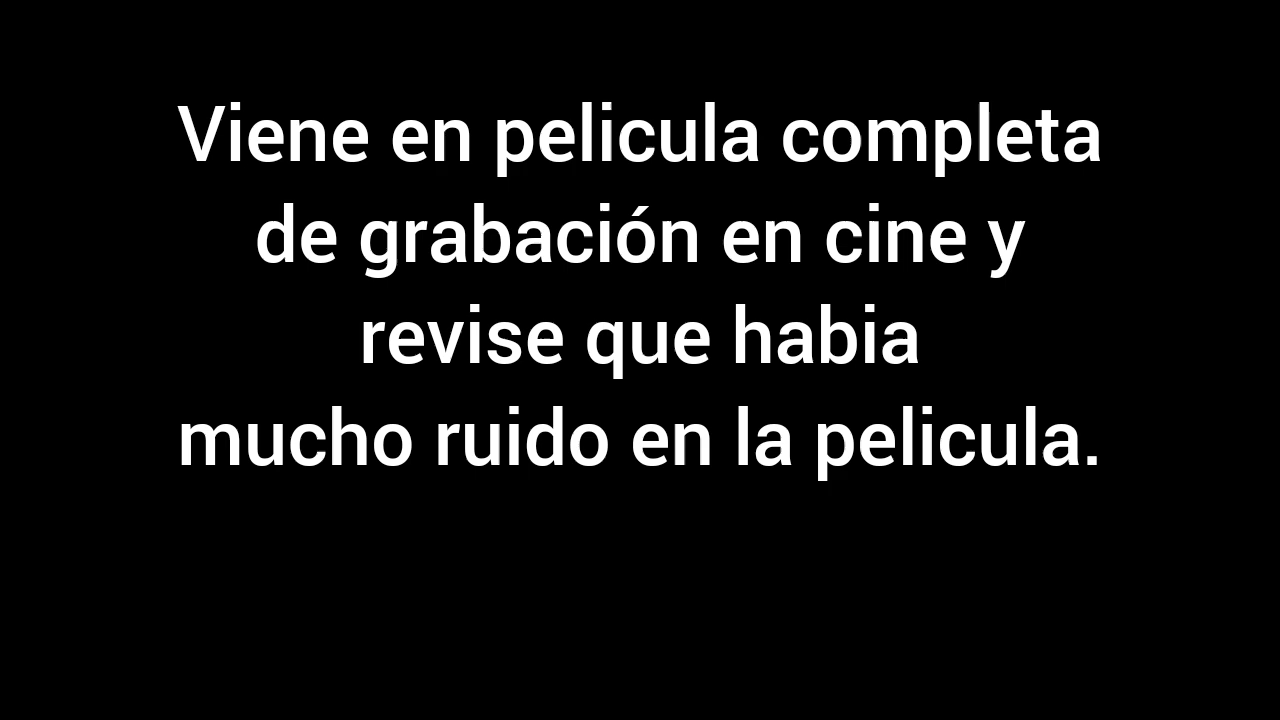 Viene en pelicula completa
de grabación en cine y
revise que habia
mucho ruido en la pelicula.